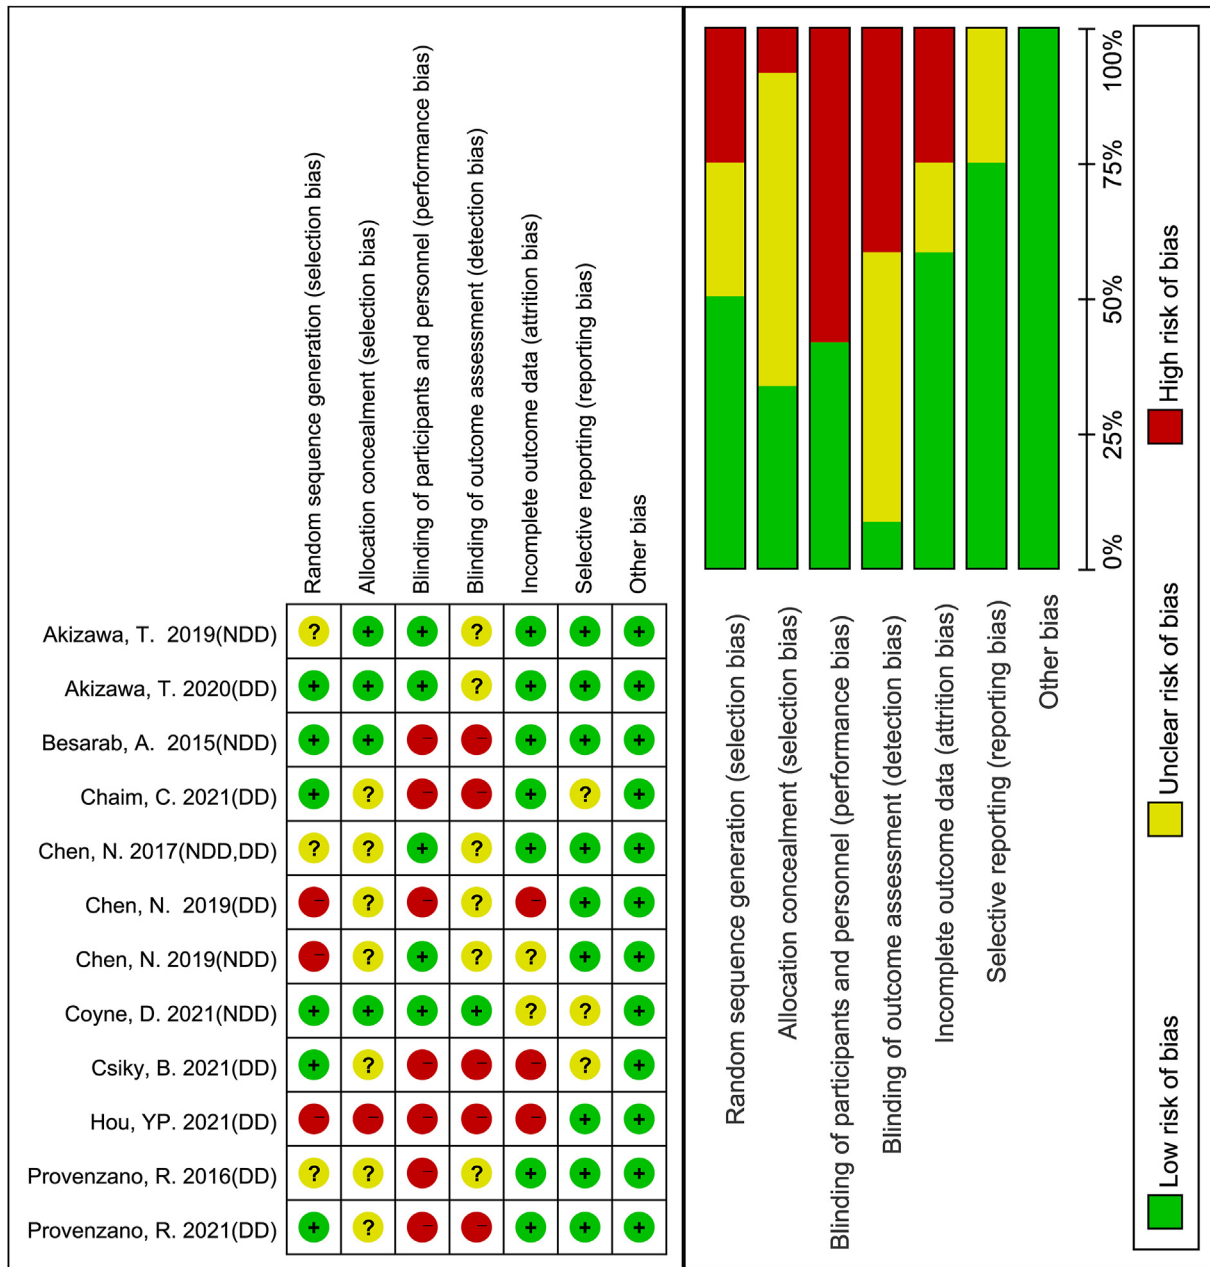 Random sequence generation (selection bias)
Allocation concealment (selection bias)
Blinding of participants and personnel (performance bias)
Blinding of outcome assessment (detection bias)
Incomplete outcome data (attrition bias)
Selective reporting (reporting bias)
Other bias
Akizawa, T. 2019(NDD) ? + + ? + + +
Akizawa, T. 2020(DD) + + + ? + + +
Besarab, A. 2015(NDD) + + − − + + +
Chaim, C. 2021(DD) + ? − − + ? +
Chen, N. 2017(NDD,DD) ? ? + ? + + +
Chen, N. 2019(DD) − ? − ? − + +
Chen, N. 2019(NDD) − ? + ? ? + +
Coyne, D. 2021(NDD) + + + + ? ? +
Csiky, B. 2021(DD) + ? − − − ? +
Hou, YP. 2021(DD) − − − − − + +
Provenzano, R. 2016(DD) ? ? − ? + + +
Provenzano, R. 2021(DD) + ? − − + + +
Random sequence generation (selection bias)
Allocation concealment (selection bias)
Blinding of participants and personnel (performance bias)
Blinding of outcome assessment (detection bias)
Incomplete outcome data (attrition bias)
Selective reporting (reporting bias)
Other bias
0% 25% 50% 75% 100%
Low risk of bias Unclear risk of bias High risk of bias